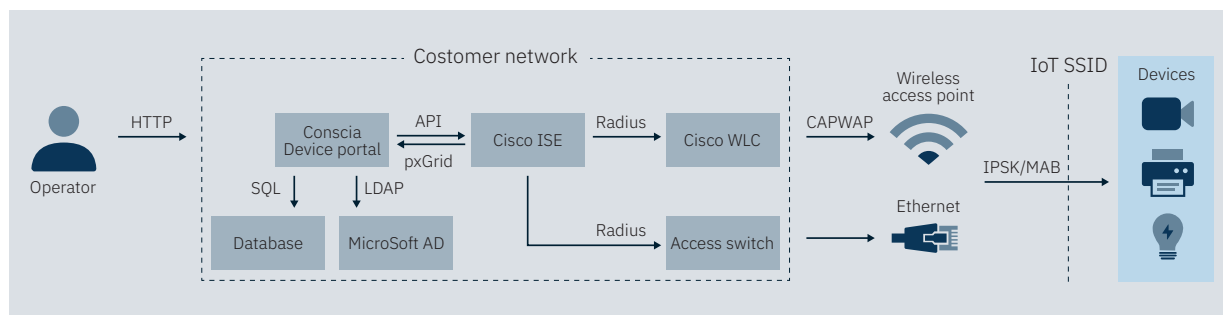 Costomer network
IoT SSID
Devices
Wireless
access point
HTTP
API
Radius
CAPWAP
Conscia
Device portal
Cisco ISE
Cisco WLC
pxGrid
IPSK/MAB
Operator
SQL
LDAP
Ethernet
Radius
Database
MicroSoft AD
Access switch